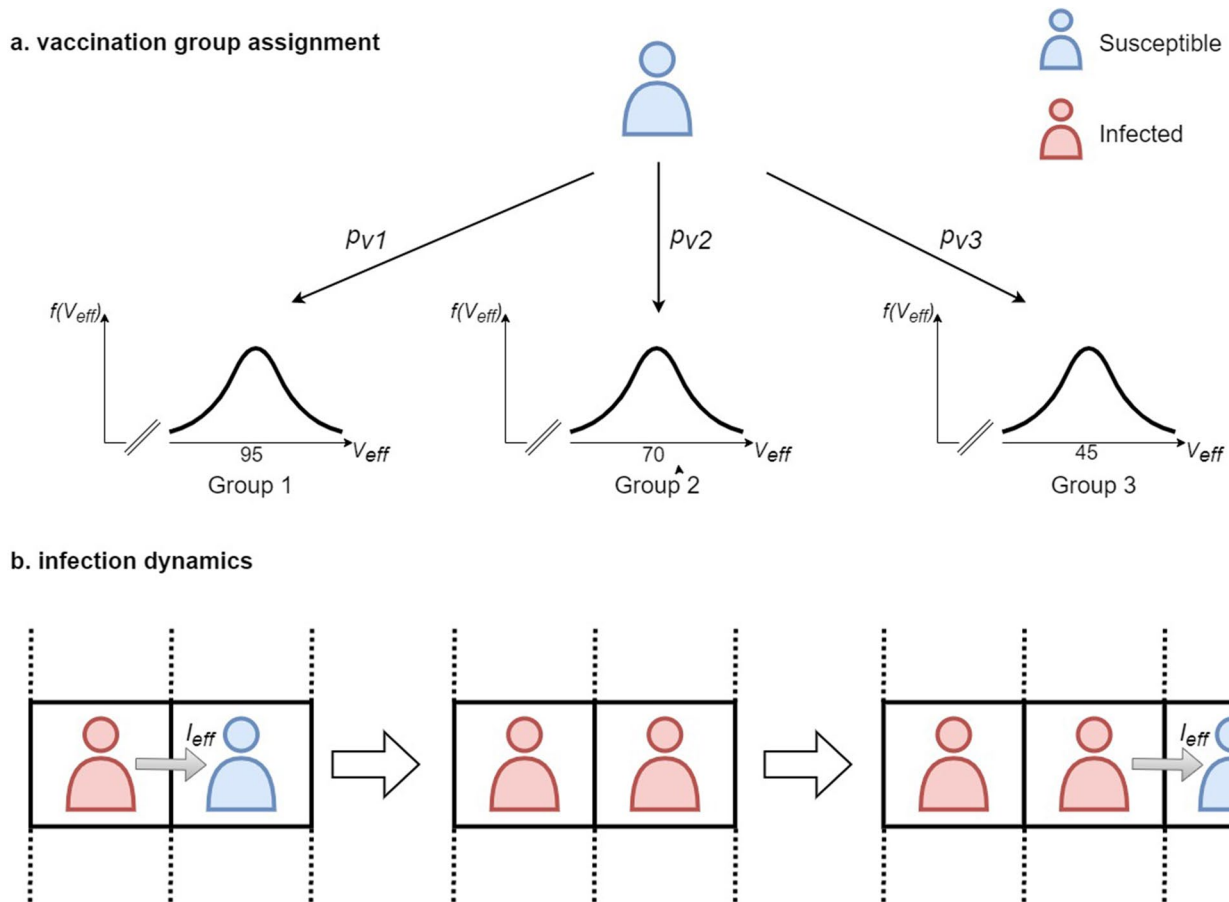 a. vaccination group assignment
Susceptible
Infected
pv1
pv2
pv3
f(Veff)
f(Veff)
f(Veff)
95
Veff
70
Veff
45
Veff
Group 1
Group 2
Group 3
b. infection dynamics
Ieff
Ieff